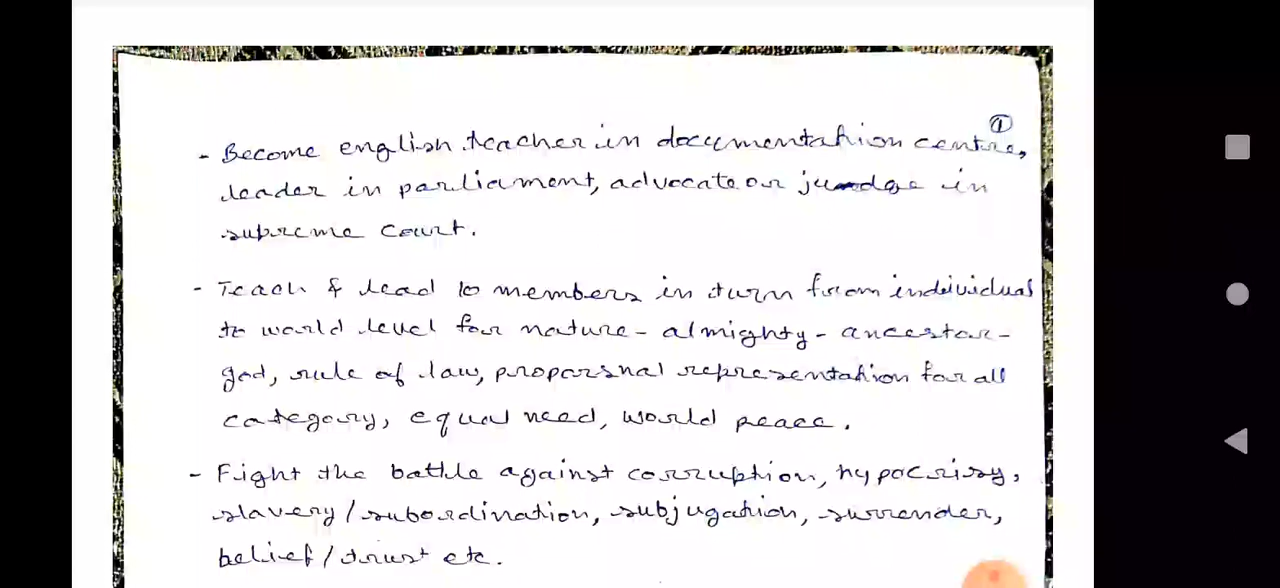 ①
- Become english teacher in documentation centre,
leader in parliament, advocate or judge in
supreme court.
- Teach & lead 10 members in turn from individual
to world level for nature - almighty - ancestor -
god, rule of law, proporsnal representation for all
category, equal need, world peace.
- Fight the battle against corruption, hypocrisy,
slavery / subordination, subjugation, surrender,
belief / trust etc.